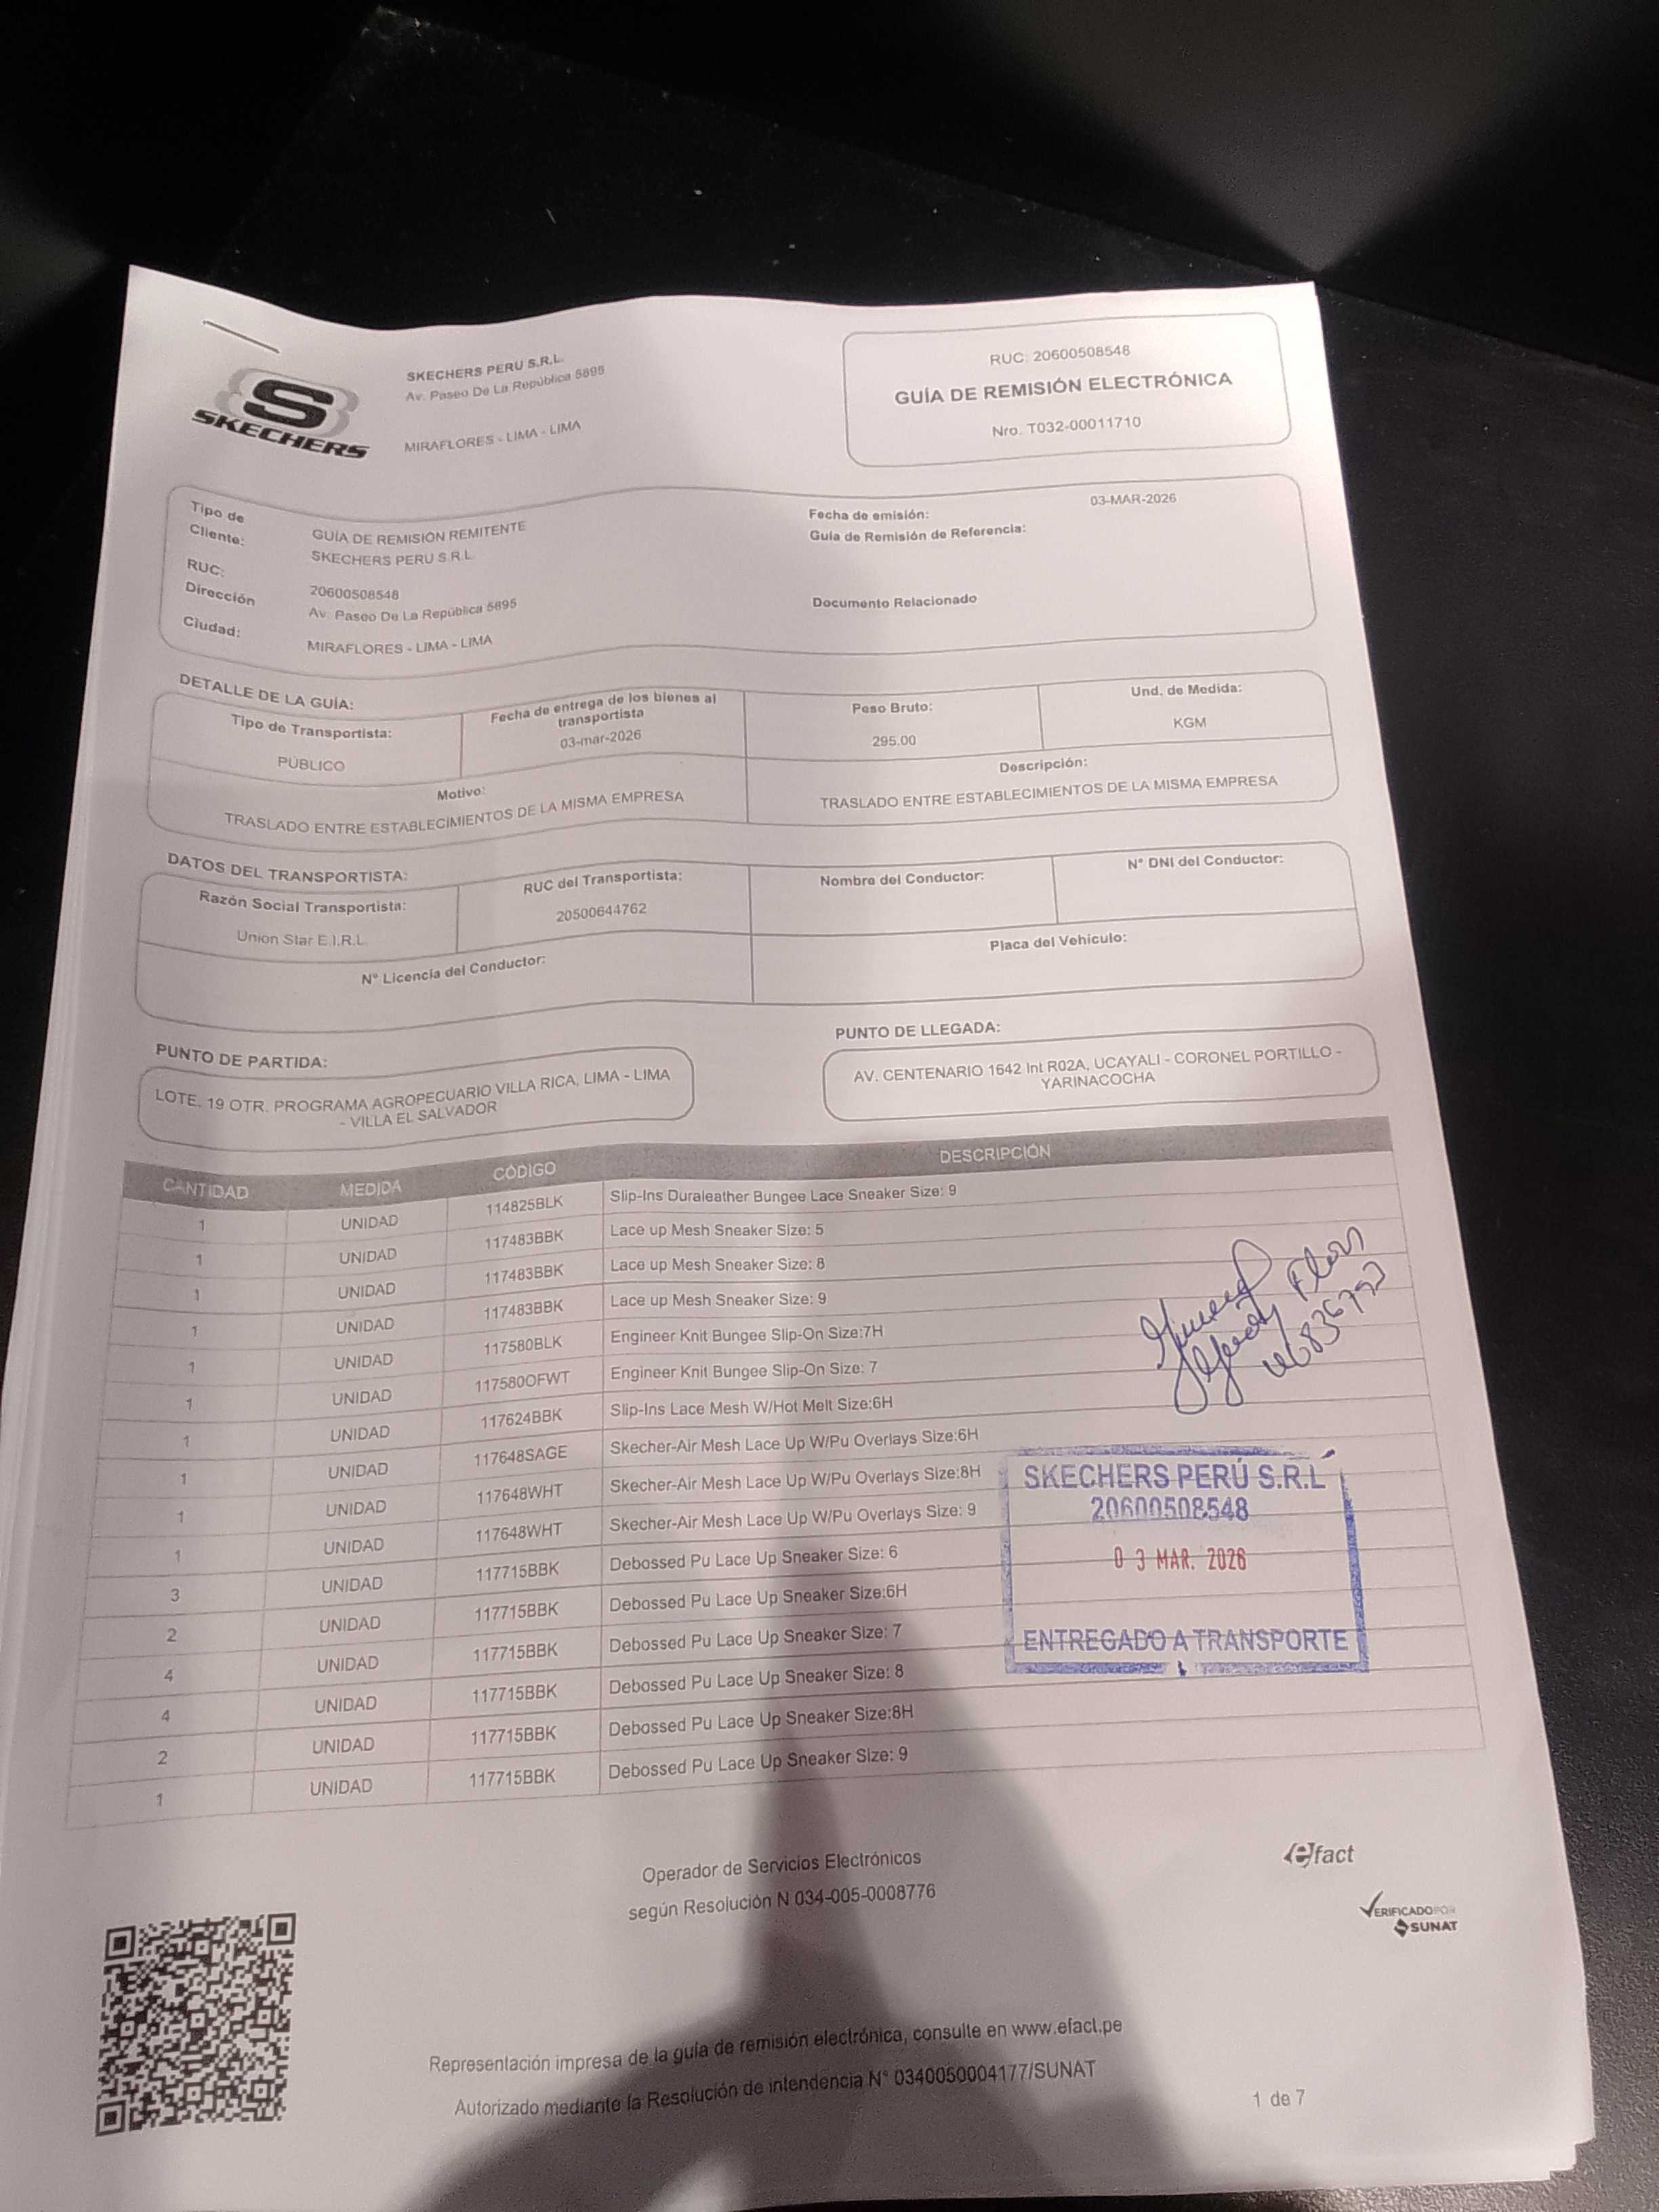 SKECHERS
SKECHERS PERU S.R.L.
Av. Paseo De La República 5895
MIRAFLORES - LIMA - LIMA
RUC: 20600508548
GUÍA DE REMISIÓN ELECTRÓNICA
Nro. T032-00011710
Tipo de GUÍA DE REMISIÓN REMITENTE
Cliente: SKECHERS PERU S.R.L.
RUC: 20600508548
Dirección Av. Paseo De La República 5895
Ciudad: MIRAFLORES - LIMA - LIMA
Fecha de emisión: 03-MAR-2026
Guía de Remisión de Referencia:
Documento Relacionado
DETALLE DE LA GUÍA:
Tipo de Transportista: Fecha de entrega de los bienes al transportista Peso Bruto: Und. de Medida:
PÚBLICO 03-mar-2026 295.00 KGM
Motivo: Descripción:
TRASLADO ENTRE ESTABLECIMIENTOS DE LA MISMA EMPRESA TRASLADO ENTRE ESTABLECIMIENTOS DE LA MISMA EMPRESA
DATOS DEL TRANSPORTISTA:
Razón Social Transportista: RUC del Transportista: Nombre del Conductor: N° DNI del Conductor:
Union Star E.I.R.L 20500644762
N° Licencia del Conductor: Placa del Vehículo:
PUNTO DE PARTIDA:
LOTE. 19 OTR. PROGRAMA AGROPECUARIO VILLA RICA, LIMA - LIMA
- VILLA EL SALVADOR
PUNTO DE LLEGADA:
AV. CENTENARIO 1642 Int R02A, UCAYALI - CORONEL PORTILLO -
YARINACOCHA
CANTIDAD MEDIDA CÓDIGO DESCRIPCIÓN
1 UNIDAD 114825BLK Slip-Ins Duraleather Bungee Lace Sneaker Size: 9
1 UNIDAD 117483BBK Lace up Mesh Sneaker Size: 5
1 UNIDAD 117483BBK Lace up Mesh Sneaker Size: 8
1 UNIDAD 117483BBK Lace up Mesh Sneaker Size: 9
1 UNIDAD 117580BLK Engineer Knit Bungee Slip-On Size:7H
1 UNIDAD 117580OFWT Engineer Knit Bungee Slip-On Size: 7
1 UNIDAD 117624BBK Slip-Ins Lace Mesh W/Hot Melt Size:6H
1 UNIDAD 117648SAGE Skecher-Air Mesh Lace Up W/Pu Overlays Size:6H
1 UNIDAD 117648WHT Skecher-Air Mesh Lace Up W/Pu Overlays Size:8H
1 UNIDAD 117648WHT Skecher-Air Mesh Lace Up W/Pu Overlays Size: 9
3 UNIDAD 117715BBK Debossed Pu Lace Up Sneaker Size: 6
2 UNIDAD 117715BBK Debossed Pu Lace Up Sneaker Size:6H
4 UNIDAD 117715BBK Debossed Pu Lace Up Sneaker Size: 7
4 UNIDAD 117715BBK Debossed Pu Lace Up Sneaker Size: 8
2 UNIDAD 117715BBK Debossed Pu Lace Up Sneaker Size:8H
1 UNIDAD 117715BBK Debossed Pu Lace Up Sneaker Size: 9
SKECHERS PERÚ S.R.L
20600508548
03 MAR. 2026
ENTREGADO A TRANSPORTE
Operador de Servicios Electrónicos
según Resolución N 034-005-0008776
efact
VERIFICADO POR
SUNAT
Representación impresa de la guía de remisión electrónica, consulte en www.efact.pe
Autorizado mediante la Resolución de intendencia N° 0340050004177/SUNAT
1 de 7